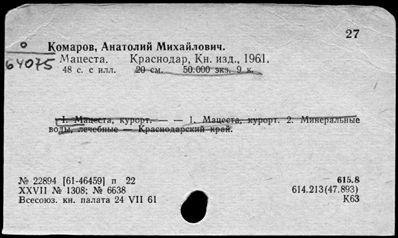 27
Комаров, Анатолий Михайлович.
64075
Мацеста. Краснодар, Кн. изд., 1961.
48 с. с илл. 20 см. 50.000 экз. 9 к.
1. Мацеста, курорт. — — 1. Мацеста, курорт. 2. Минеральные
воды, лечебные — Краснодарский край.
№ 22894 [61-46459] п 22 615.8
XXVII № 1308; № 6638 614.213(47.893)
Всесоюз. кн. палата 24 VII 61 К63